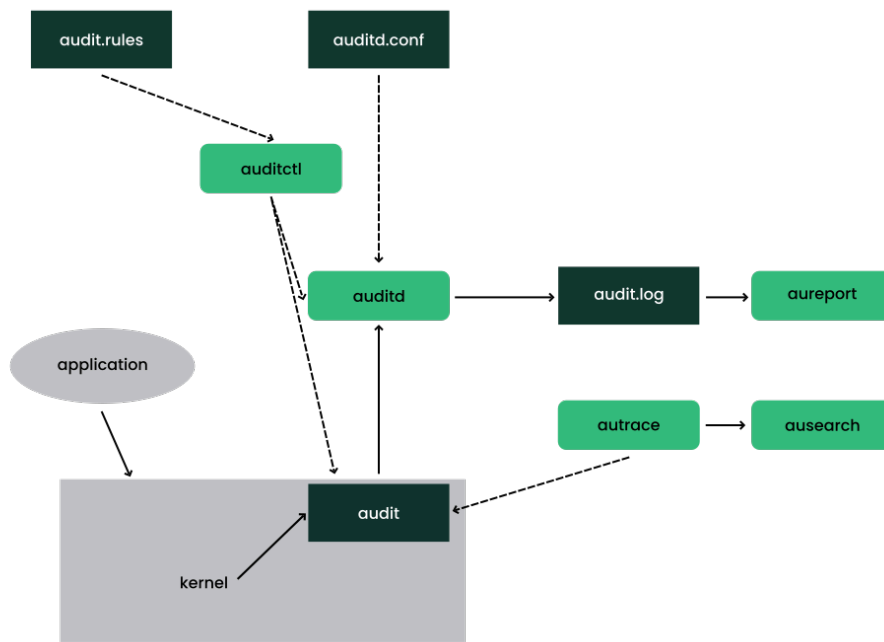 audit.rules
auditd.conf
auditctl
auditd
audit.log
aureport
application
autrace
ausearch
audit
kernel